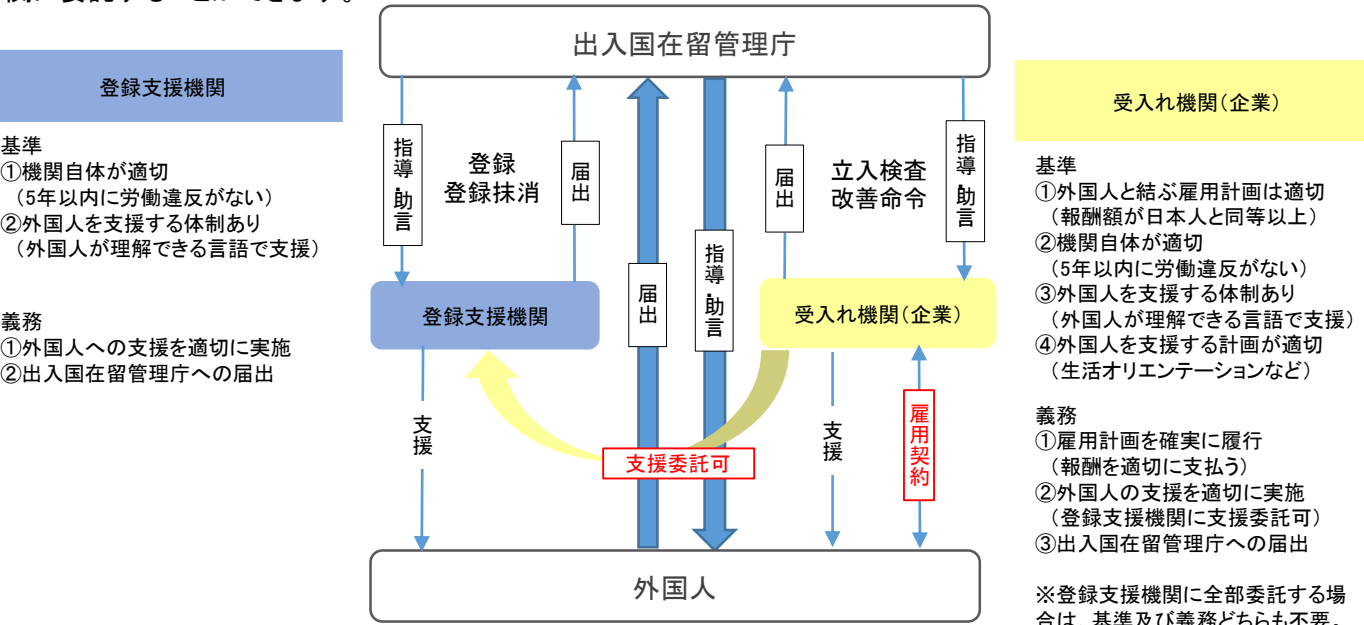 出入国在留管理庁
登録支援機関
基準
①機関自体が適切
（5年以内に労働違反がない）
②外国人を支援する体制あり
（外国人が理解できる言語で支援）
義務
①外国人への支援を適切に実施
②出入国在留管理庁への届出
指導・助言
登録
登録抹消
届出
届出
指導・助言
届出
立入検査
改善命令
指導・助言
登録支援機関
受入れ機関（企業）
支援
支援委託可
支援
雇用契約
外国人
受入れ機関（企業）
基準
①外国人と結ぶ雇用計画は適切
（報酬額が日本人と同等以上）
②機関自体が適切
（5年以内に労働違反がない）
③外国人を支援する体制あり
（外国人が理解できる言語で支援）
④外国人を支援する計画が適切
（生活オリエンテーションなど）
義務
①雇用計画を確実に履行
（報酬を適切に支払う）
②外国人の支援を適切に実施
（登録支援機関に支援委託可）
③出入国在留管理庁への届出
※登録支援機関に全部委託する場
合は、基準及び義務どちらも不要。